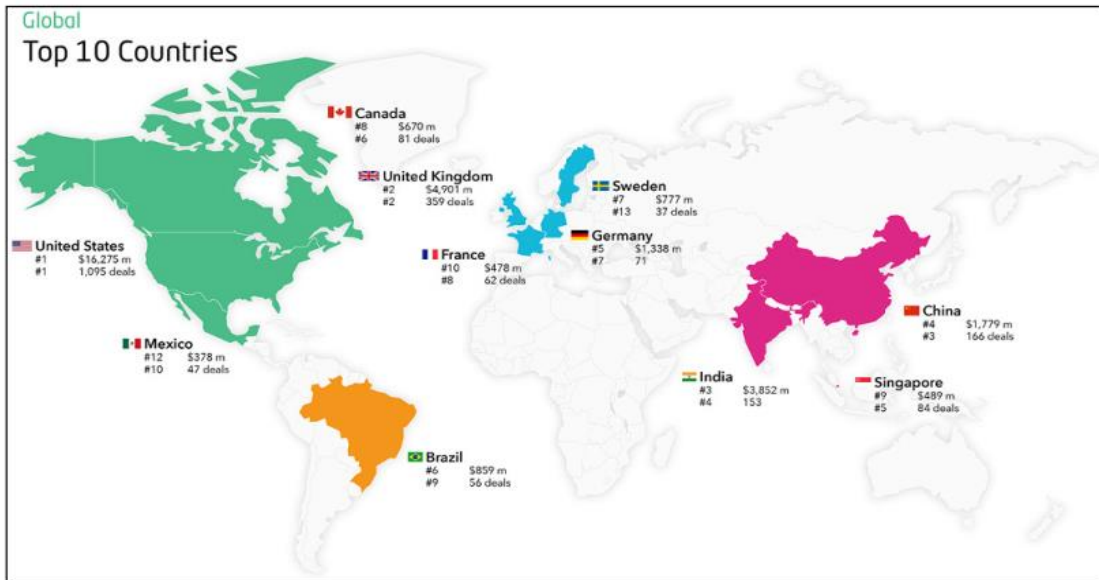 Global
Top 10 Countries
Canada
#8 $670 m
#6 81 deals
United Kingdom
#2 $4,901 m
#2 359 deals
Sweden
#7 $777 m
#13 37 deals
United States
#1 $16,275 m
#1 1,095 deals
Germany
#5 $1,338 m
#7 71
France
#10 $478 m
#8 62 deals
China
#4 $1,779 m
#3 166 deals
Mexico
#12 $378 m
#10 47 deals
India
#3 $3,852 m
#4 153
Singapore
#9 $489 m
#5 84 deals
Brazil
#6 $859 m
#9 56 deals